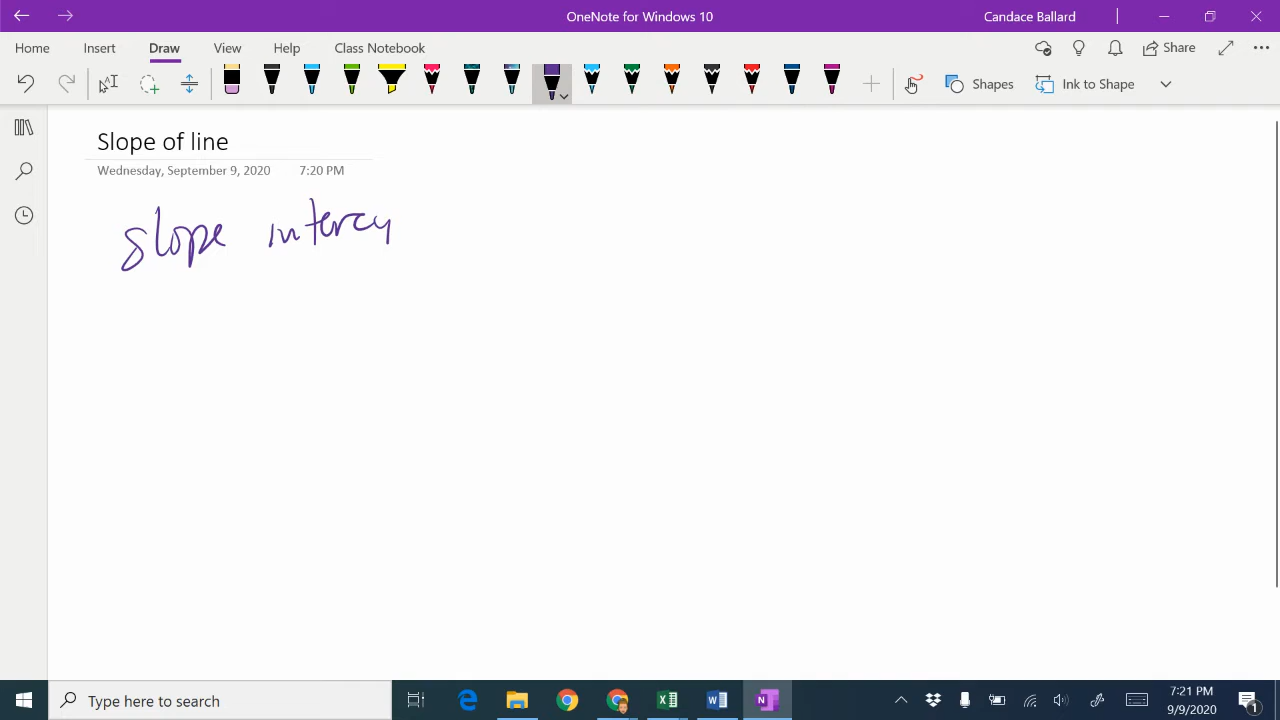 OneNote for Windows 10
Candace Ballard
Home Insert Draw View Help Class Notebook
Share
Shapes
Ink to Shape
Slope of line
Wednesday, September 9, 2020 7:20 PM
slope
Type here to search
7:21 PM
9/9/2020
1